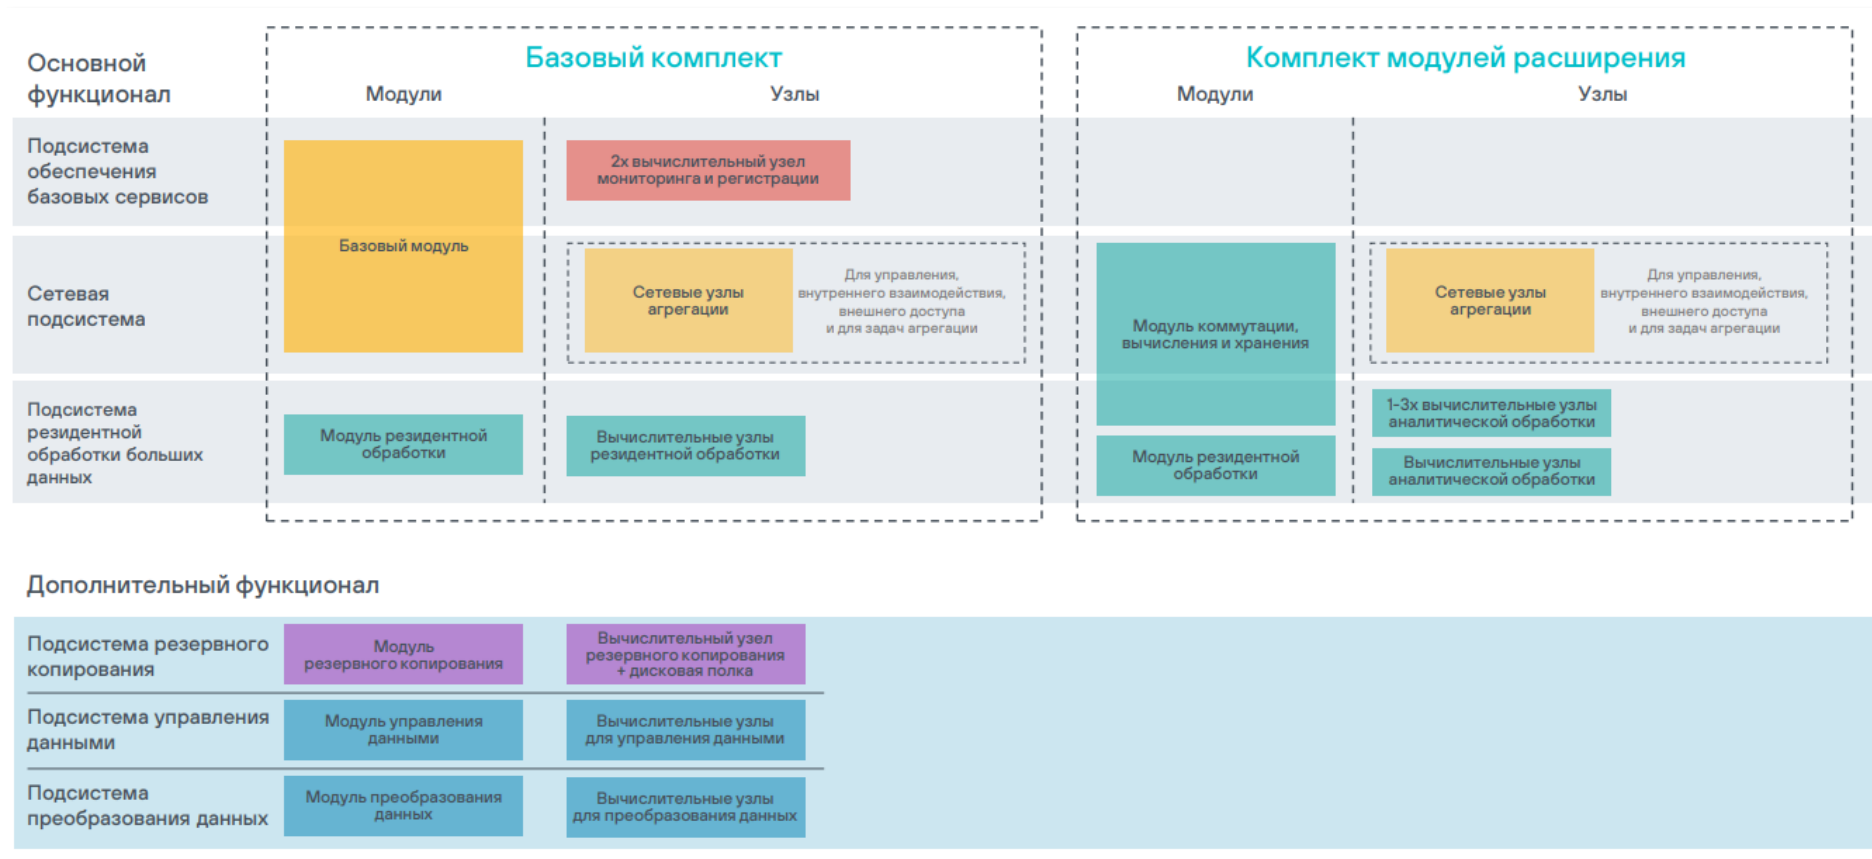 Основной
функционал
Базовый комплект
Модули
Узлы
Комплект модулей расширения
Модули
Узлы
Подсистема
обеспечения
базовых сервисов
Базовый модуль
2х вычислительный узел
мониторинга и регистрации
Сетевая
подсистема
Сетевые узлы
агрегации
Для управления,
внутреннего взаимодействия,
внешнего доступа
и для задач агрегации
Модуль коммутации,
вычисления и хранения
Сетевые узлы
агрегации
Для управления,
внутреннего взаимодействия,
внешнего доступа
и для задач агрегации
Подсистема
резидентной
обработки больших
данных
Модуль резидентной
обработки
Вычислительные узлы
резидентной обработки
Модуль резидентной
обработки
1-3х вычислительные узлы
аналитической обработки
Вычислительные узлы
аналитической обработки
Дополнительный функционал
Подсистема резервного
копирования
Модуль
резервного копирования
Вычислительный узел
резервного копирования
+ дисковая полка
Подсистема управления
данными
Модуль управления
данными
Вычислительные узлы
для управления данными
Подсистема
преобразования данных
Модуль преобразования
данных
Вычислительные узлы
для преобразования данных